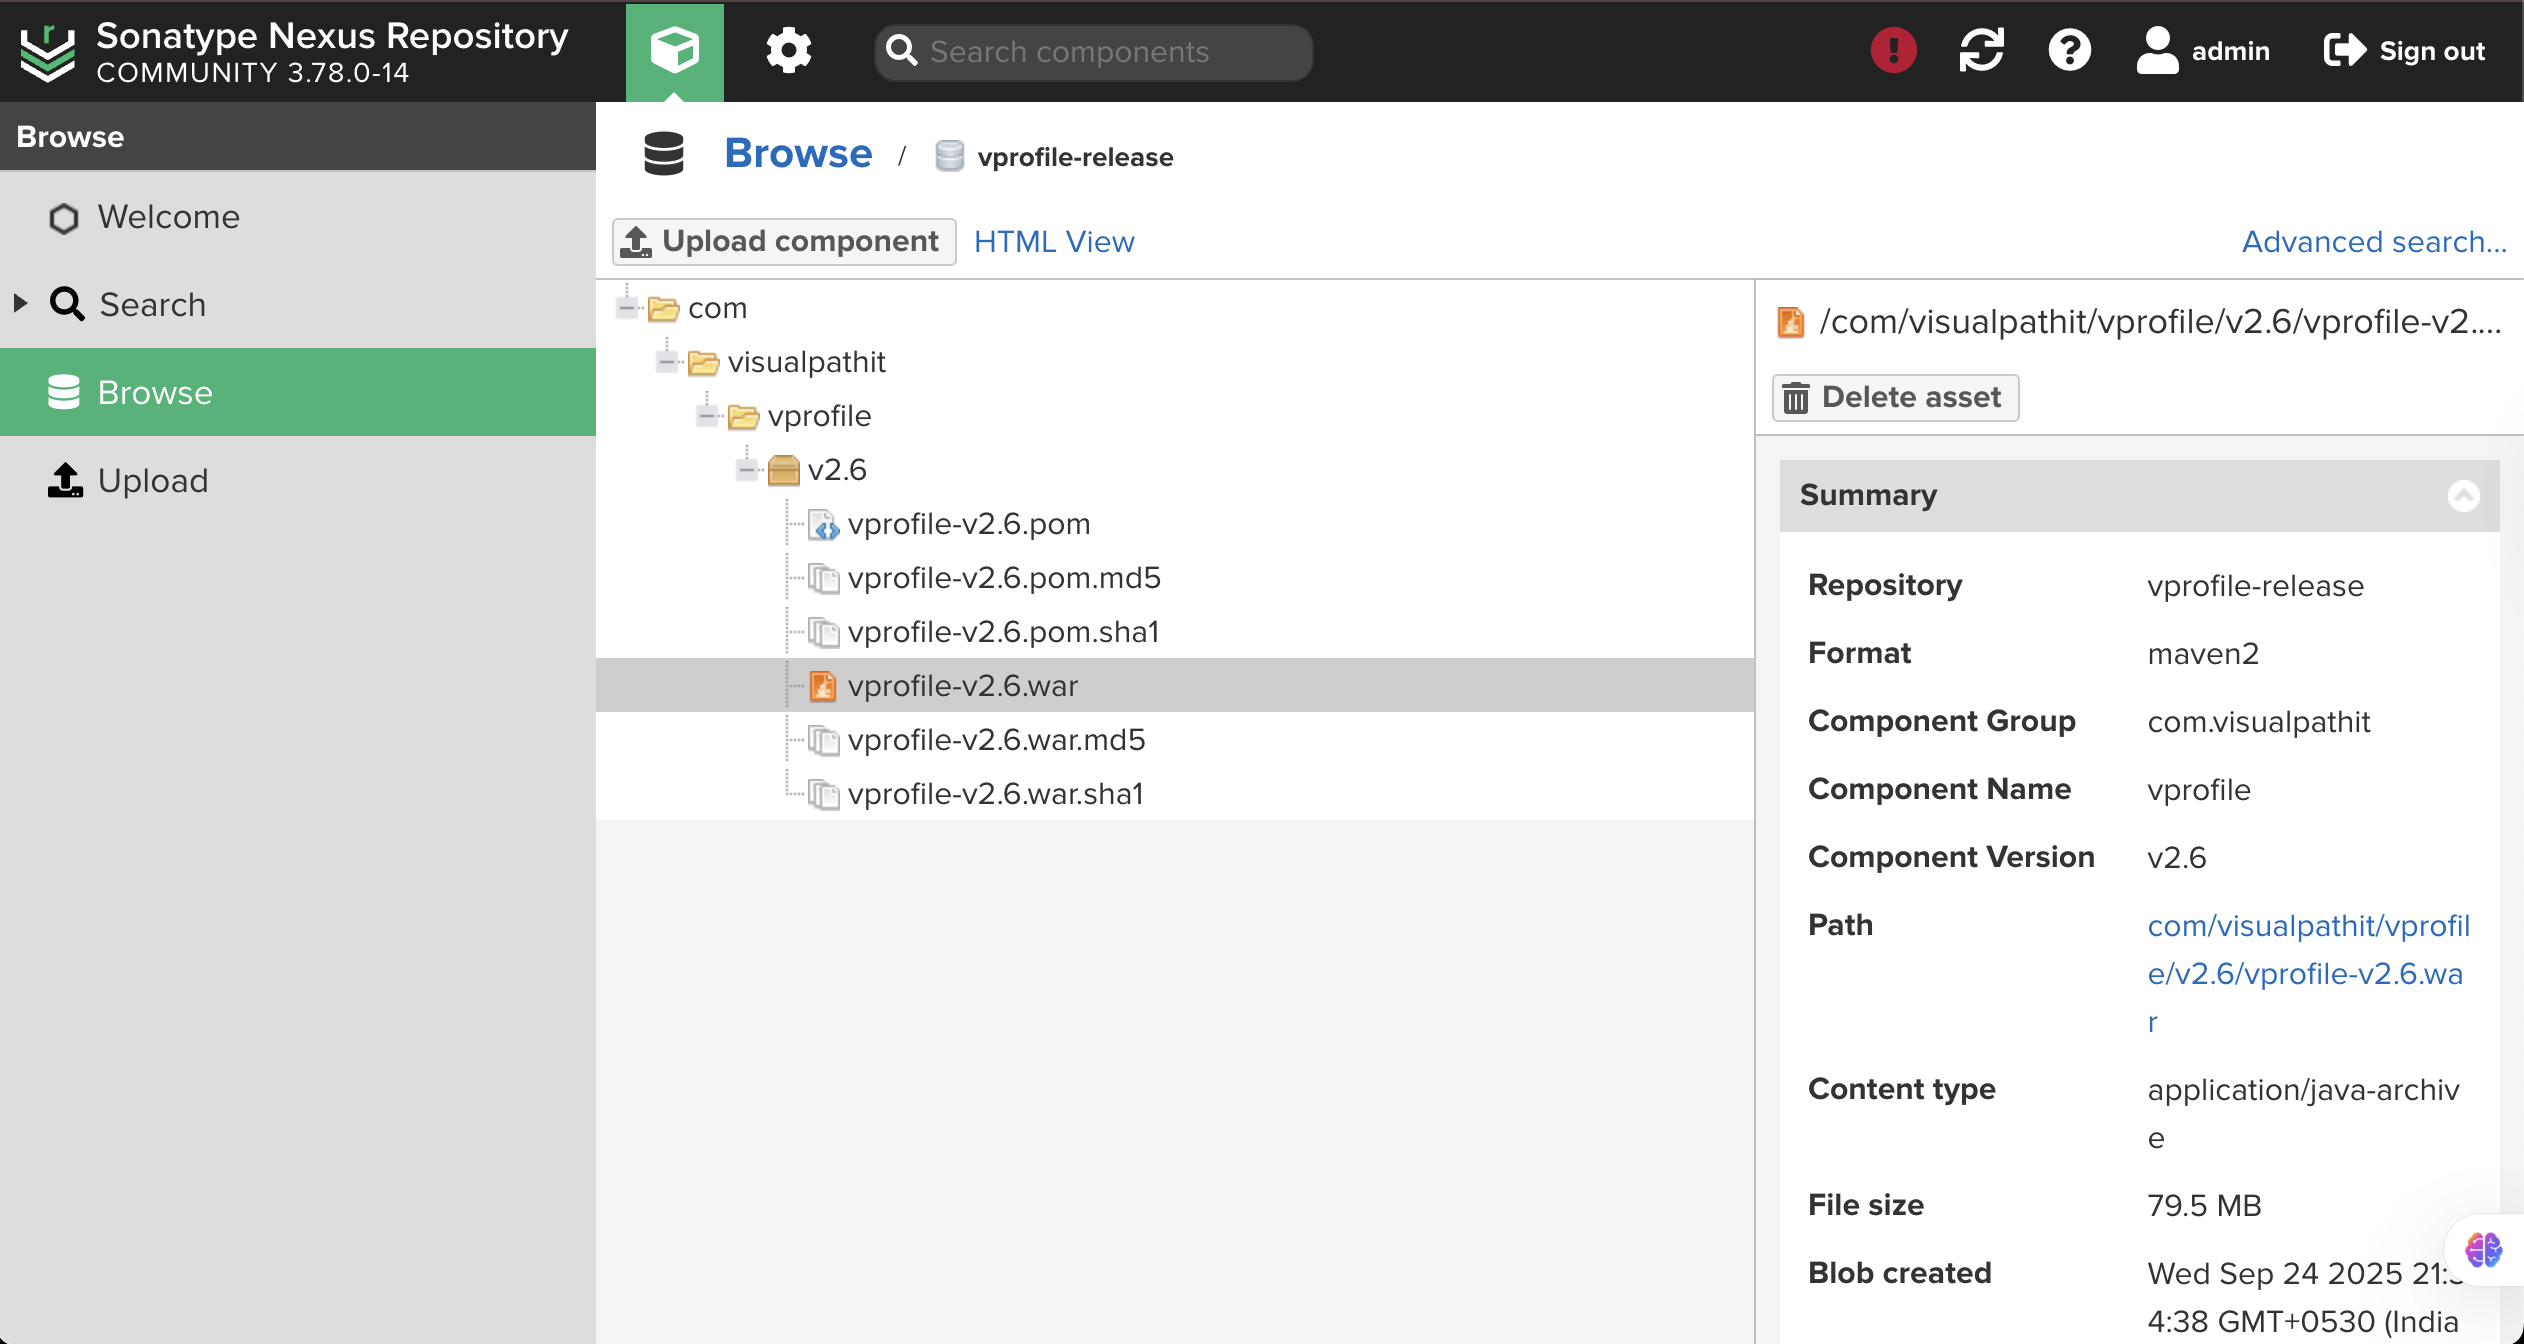 Sonatype Nexus Repository
COMMUNITY 3.78.0-14
Search components
admin
Sign out
Browse
Welcome
Search
Browse
Upload
Browse / vprofile-release
Upload component
HTML View
Advanced search...
com
visualpathit
vprofile
v2.6
vprofile-v2.6.pom
vprofile-v2.6.pom.md5
vprofile-v2.6.pom.sha1
vprofile-v2.6.war
vprofile-v2.6.war.md5
vprofile-v2.6.war.sha1
/com/visualpathit/vprofile/v2.6/vprofile-v2....
Delete asset
Summary
Repository vprofile-release
Format maven2
Component Group com.visualpathit
Component Name vprofile
Component Version v2.6
Path com/visualpathit/vprofil
e/v2.6/vprofile-v2.6.wa
r
Content type application/java-archiv
e
File size 79.5 MB
Blob created Wed Sep 24 2025 21:
4:38 GMT+0530 (India